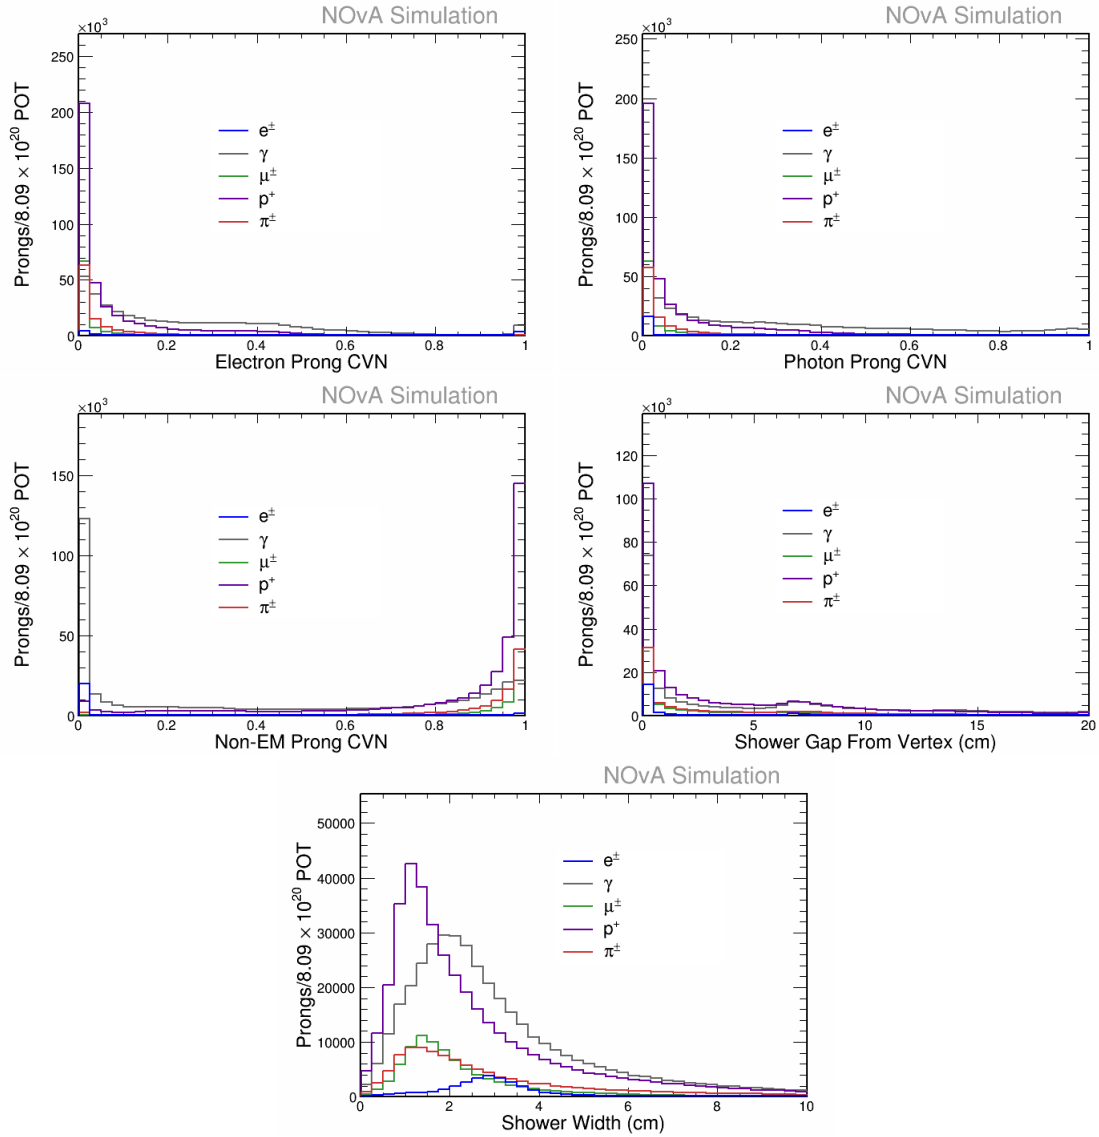 NOvA Simulation
×10³
Prongs/8.09 × 10²⁰ POT
250
200
150
100
50
0
e±
γ
μ±
p⁺
π±
0 0.2 0.4 0.6 0.8 1
Electron Prong CVN
NOvA Simulation
×10³
Prongs/8.09 × 10²⁰ POT
250
200
150
100
50
0
e±
γ
μ±
p⁺
π±
0 0.2 0.4 0.6 0.8 1
Photon Prong CVN
NOvA Simulation
×10³
Prongs/8.09 × 10²⁰ POT
150
100
50
0
e±
γ
μ±
p⁺
π±
0 0.2 0.4 0.6 0.8 1
Non-EM Prong CVN
NOvA Simulation
×10³
Prongs/8.09 × 10²⁰ POT
120
100
80
60
40
20
0
e±
γ
μ±
p⁺
π±
0 5 10 15 20
Shower Gap From Vertex (cm)
NOvA Simulation
Prongs/8.09 × 10²⁰ POT
50000
40000
30000
20000
10000
0
e±
γ
μ±
p⁺
π±
0 2 4 6 8 10
Shower Width (cm)